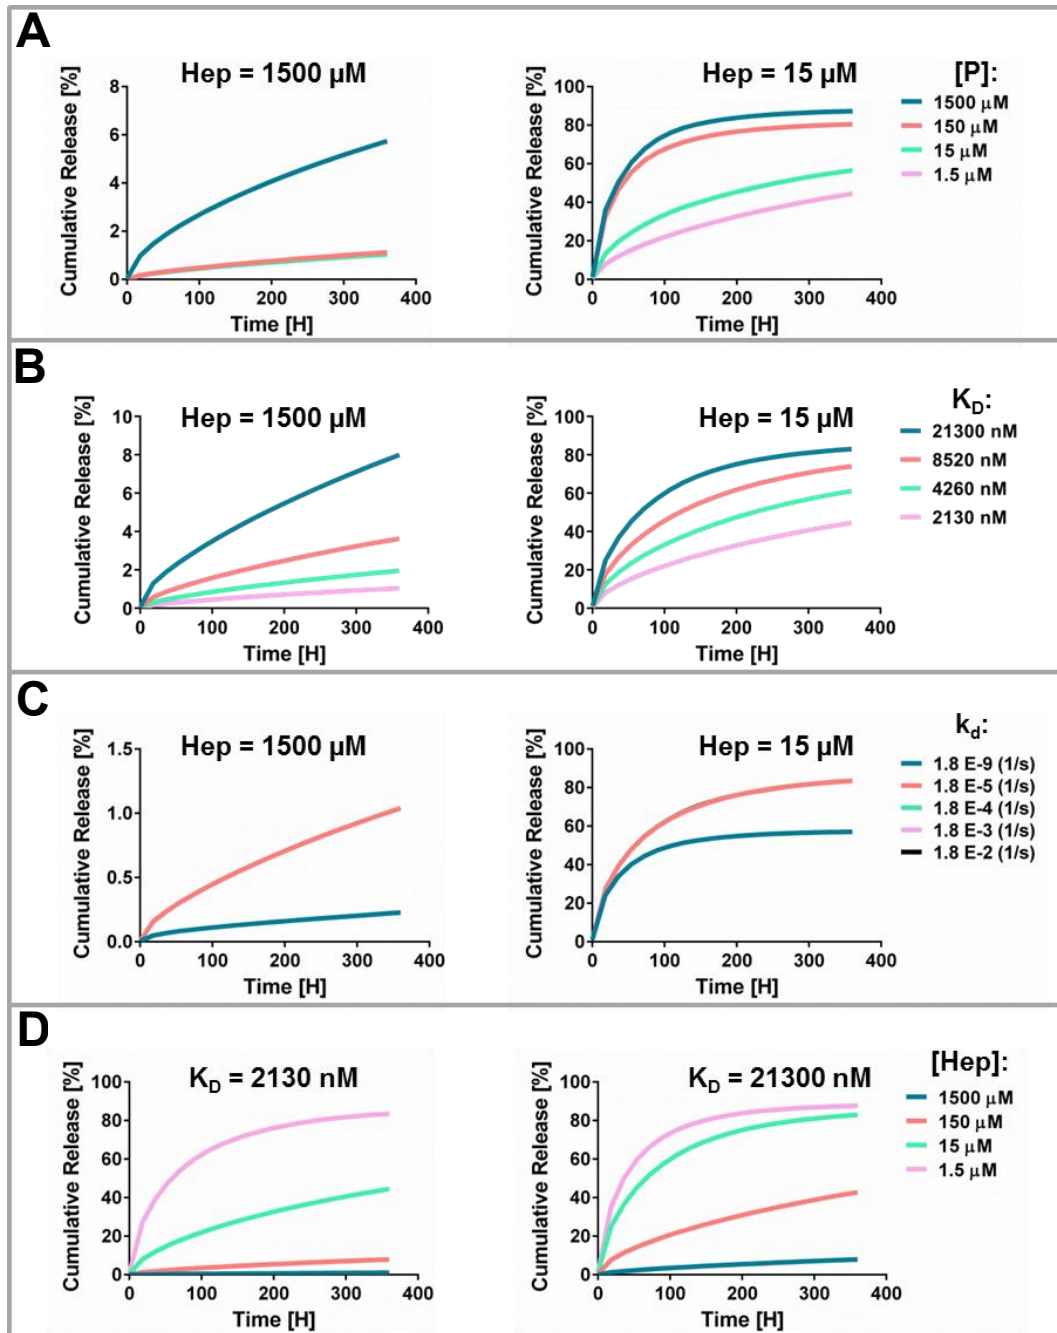 A
Hep = 1500 µM
Cumulative Release [%]
8
6
4
2
0
0 100 200 300 400
Time [H]
Hep = 15 µM
Cumulative Release [%]
100
80
60
40
20
0
0 100 200 300 400
Time [H]
[P]:
1500 µM
150 µM
15 µM
1.5 µM
B
Hep = 1500 µM
Cumulative Release [%]
10
8
6
4
2
0
0 100 200 300 400
Time [H]
Hep = 15 µM
Cumulative Release [%]
100
80
60
40
20
0
0 100 200 300 400
Time [H]
K_D:
21300 nM
8520 nM
4260 nM
2130 nM
C
Hep = 1500 µM
Cumulative Release [%]
1.5
1.0
0.5
0.0
0 100 200 300 400
Time [H]
Hep = 15 µM
Cumulative Release [%]
100
80
60
40
20
0
0 100 200 300 400
Time [H]
k_d:
1.8 E-9 (1/s)
1.8 E-5 (1/s)
1.8 E-4 (1/s)
1.8 E-3 (1/s)
1.8 E-2 (1/s)
D
K_D = 2130 nM
Cumulative Release [%]
100
80
60
40
20
0
0 100 200 300 400
Time [H]
K_D = 21300 nM
Cumulative Release [%]
100
80
60
40
20
0
0 100 200 300 400
Time [H]
[Hep]:
1500 µM
150 µM
15 µM
1.5 µM